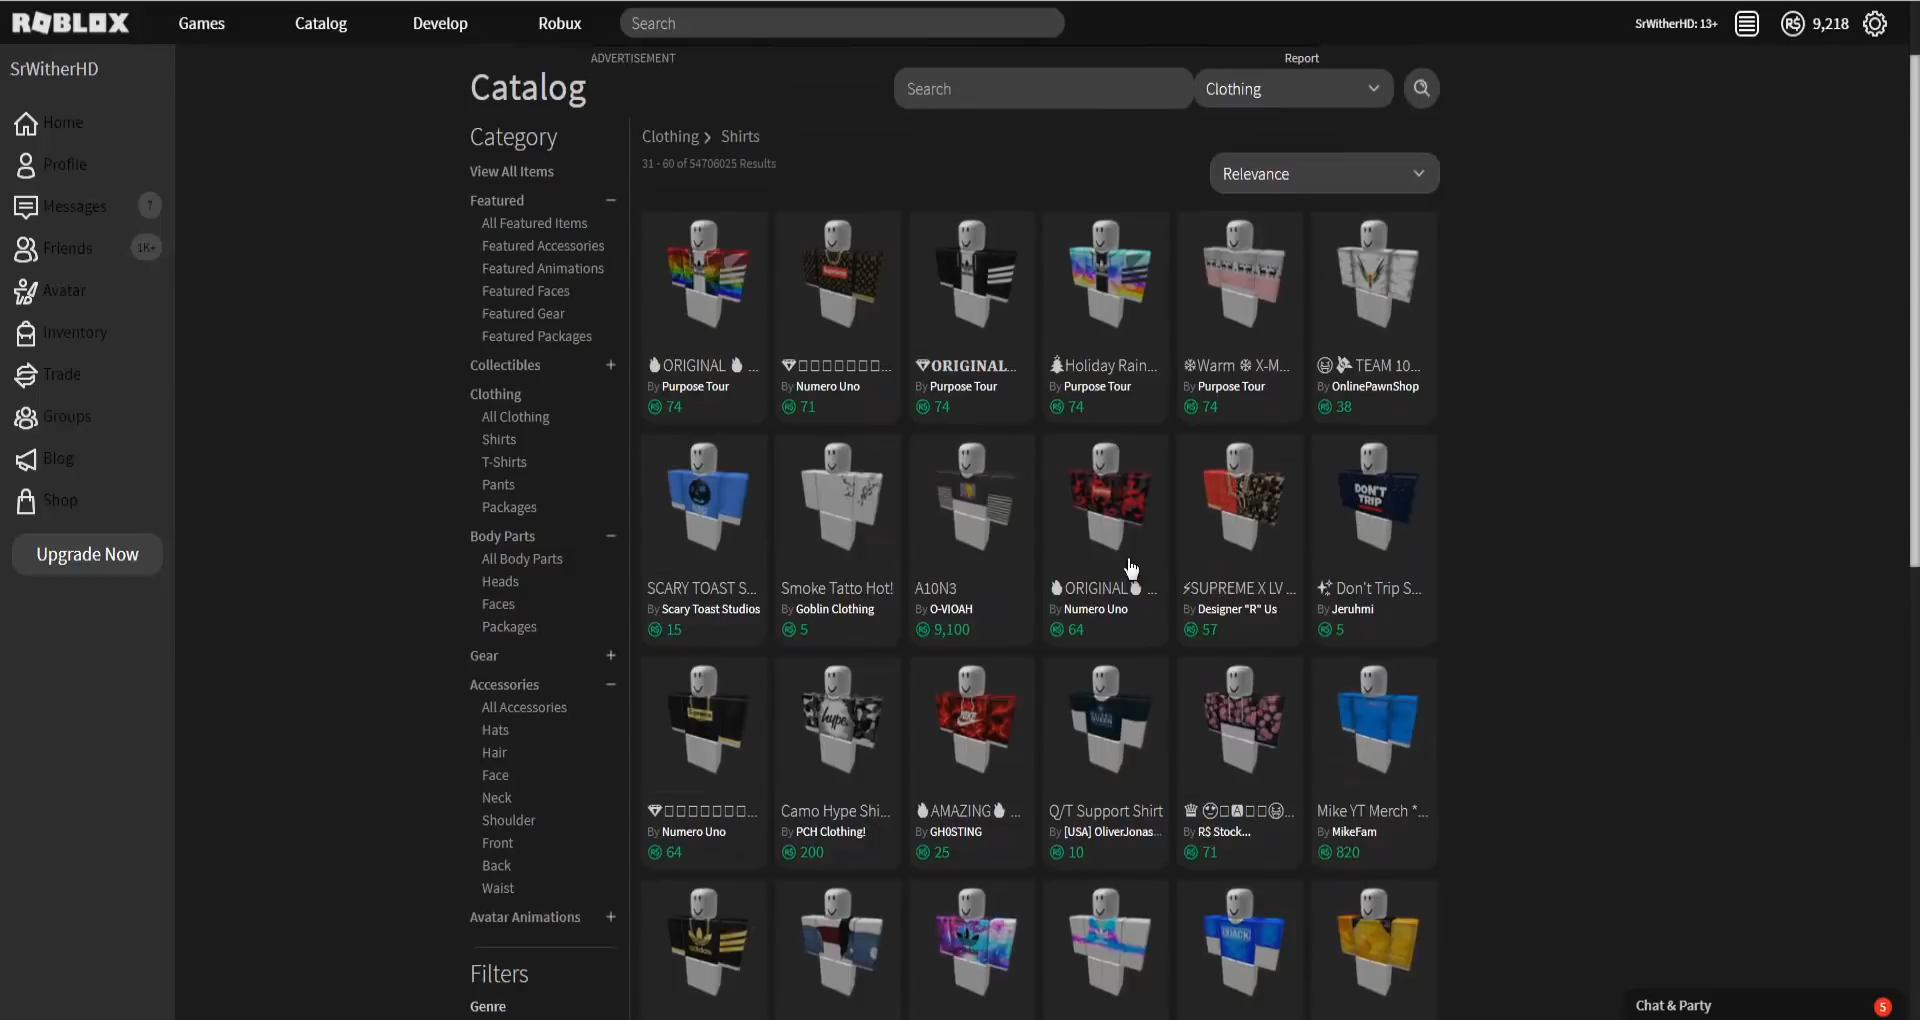 ROBLOX
Games
Catalog
Develop
Robux
Search
SrWitherHD: 13+
9,218
SrWitherHD
Home
Profile
Messages
?
Friends
1K+
Avatar
Inventory
Trade
Groups
Blog
Shop
Upgrade Now
ADVERTISEMENT
Report
Catalog
Search
Clothing
Category
View All Items
Featured
All Featured Items
Featured Accessories
Featured Animations
Featured Faces
Featured Gear
Featured Packages
Collectibles
Clothing
All Clothing
Shirts
T-Shirts
Pants
Packages
Body Parts
All Body Parts
Heads
Faces
Packages
Gear
Accessories
All Accessories
Hats
Hair
Face
Neck
Shoulder
Front
Back
Waist
Avatar Animations
Filters
Genre
Clothing > Shirts
31 - 60 of 54706025 Results
Relevance
ORIGINAL ...
By Purpose Tour
74
By Numero Uno
71
ORIGINAL...
By Purpose Tour
74
Holiday Rain...
By Purpose Tour
74
Warm ❄ X-M...
By Purpose Tour
74
TEAM 10...
By OnlinePawnShop
38
SCARY TOAST S...
By Scary Toast Studios
15
Smoke Tatto Hot!
By Goblin Clothing
5
A10N3
By O-VIOAH
9,100
ORIGINAL ...
By Numero Uno
64
⚡SUPREME X LV ...
By Designer "R" Us
57
DON'T
TRIP
✨ Don't Trip S...
By Jeruhmi
5
By Numero Uno
64
hype
Camo Hype Shi...
By PCH Clothing!
200
AMAZING ...
By GH0STING
25
Q/T Support Shirt
By [USA] OliverJonas...
10
By R$ Stock...
71
Mike YT Merch *...
By MikeFam
820
adidas
QUACK
Chat & Party
5